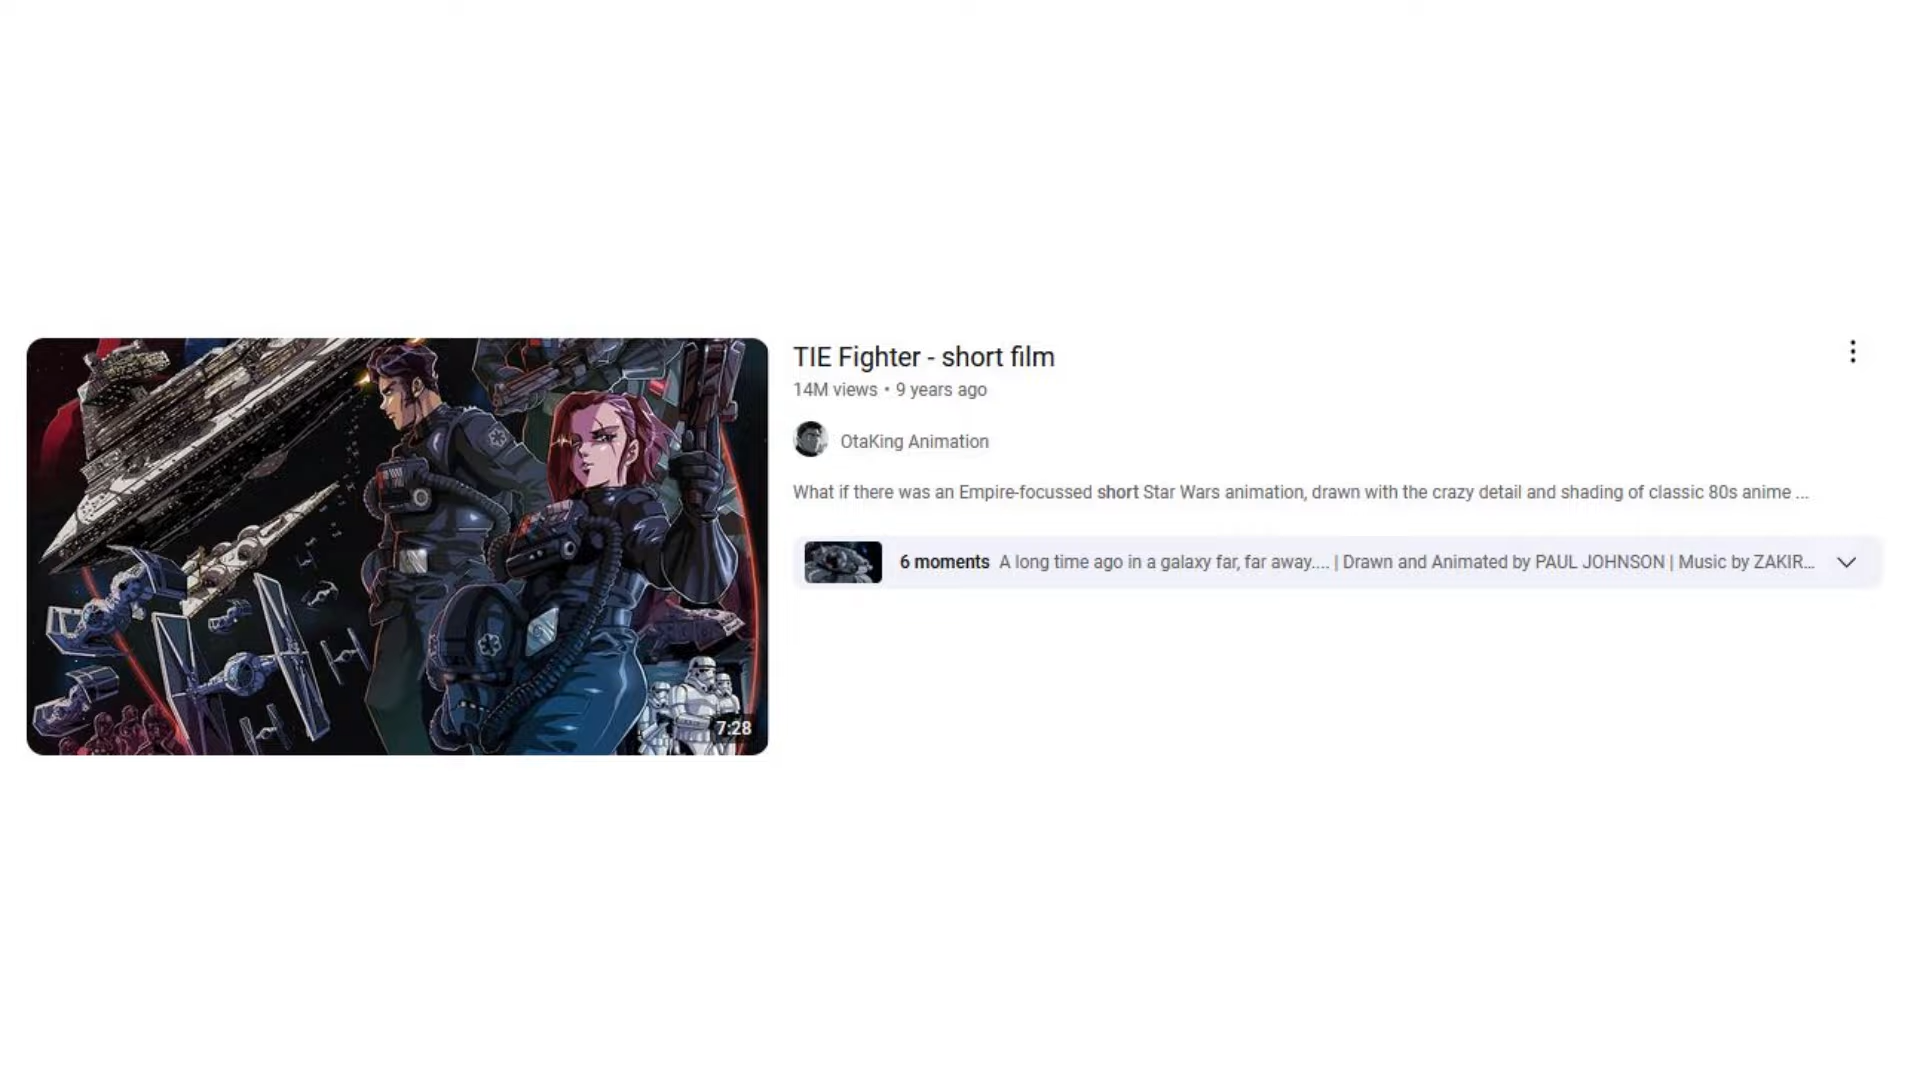 TIE Fighter - short film
14M views • 9 years ago
OtaKing Animation
What if there was an Empire-focussed short Star Wars animation, drawn with the crazy detail and shading of classic 80s anime ...
6 moments A long time ago in a galaxy far, far away.... | Drawn and Animated by PAUL JOHNSON | Music by ZAKIR...
7:28